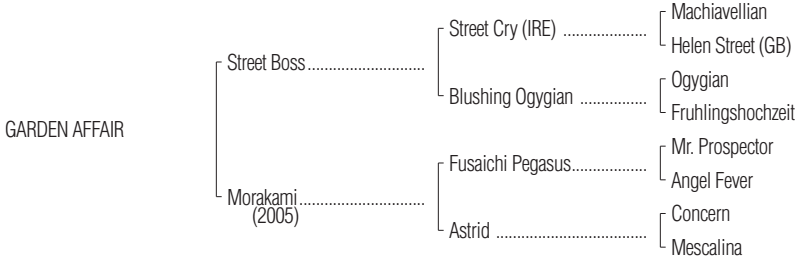 Machiavellian
Street Cry (IRE) ....................
Helen Street (GB)
Street Boss............................
Ogygian
Blushing Ogygian ................
Fruhlingshochzeit
GARDEN AFFAIR
Mr. Prospector
Fusaichi Pegasus..................
Angel Fever
Morakami..............................
(2005)
Concern
Astrid ....................................
Mescalina